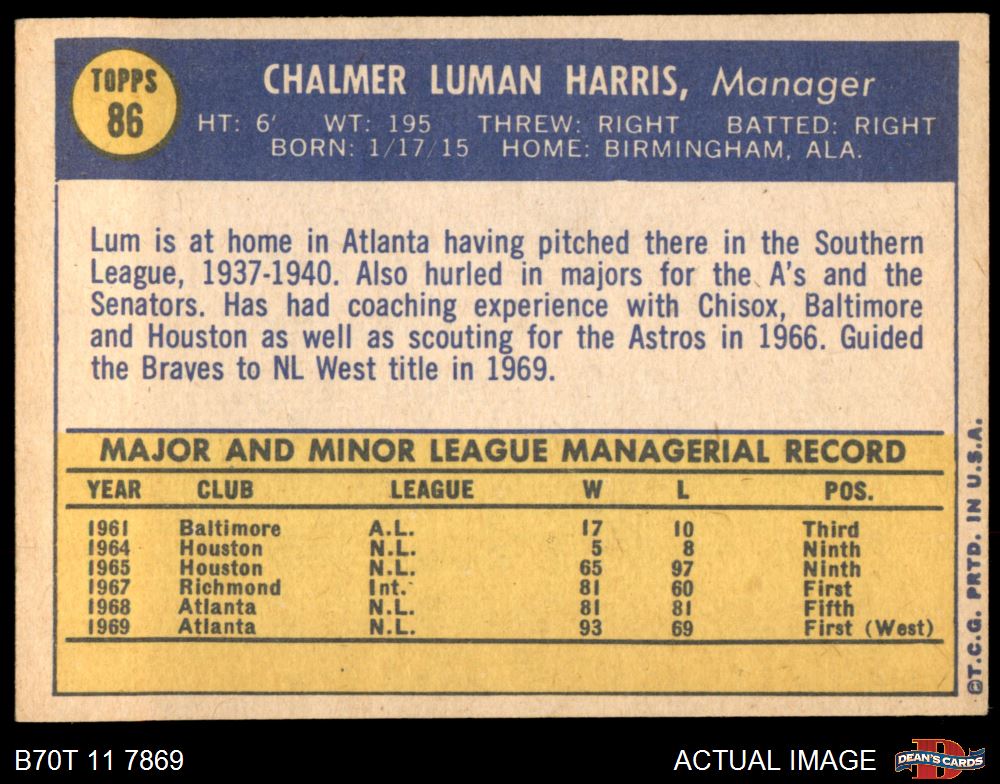 TOPPS
86
CHALMER LUMAN HARRIS, Manager
HT: 6' WT: 195 THREW: RIGHT BATTED: RIGHT
BORN: 1/17/15 HOME: BIRMINGHAM, ALA.
Lum is at home in Atlanta having pitched there in the Southern
League, 1937-1940. Also hurled in majors for the A's and the
Senators. Has had coaching experience with Chisox, Baltimore
and Houston as well as scouting for the Astros in 1966. Guided
the Braves to NL West title in 1969.
MAJOR AND MINOR LEAGUE MANAGERIAL RECORD
YEAR CLUB LEAGUE W L POS.
1961 Baltimore A.L. 17 10 Third
1964 Houston N.L. 5 8 Ninth
1965 Houston N.L. 65 97 Ninth
1967 Richmond Int. 81 60 First
1968 Atlanta N.L. 81 81 Fifth
1969 Atlanta N.L. 93 69 First (West)
©T.C.G. PRTD. IN U.S.A.
B70T 11 7869
ACTUAL IMAGE
D
DEAN'S CARDS